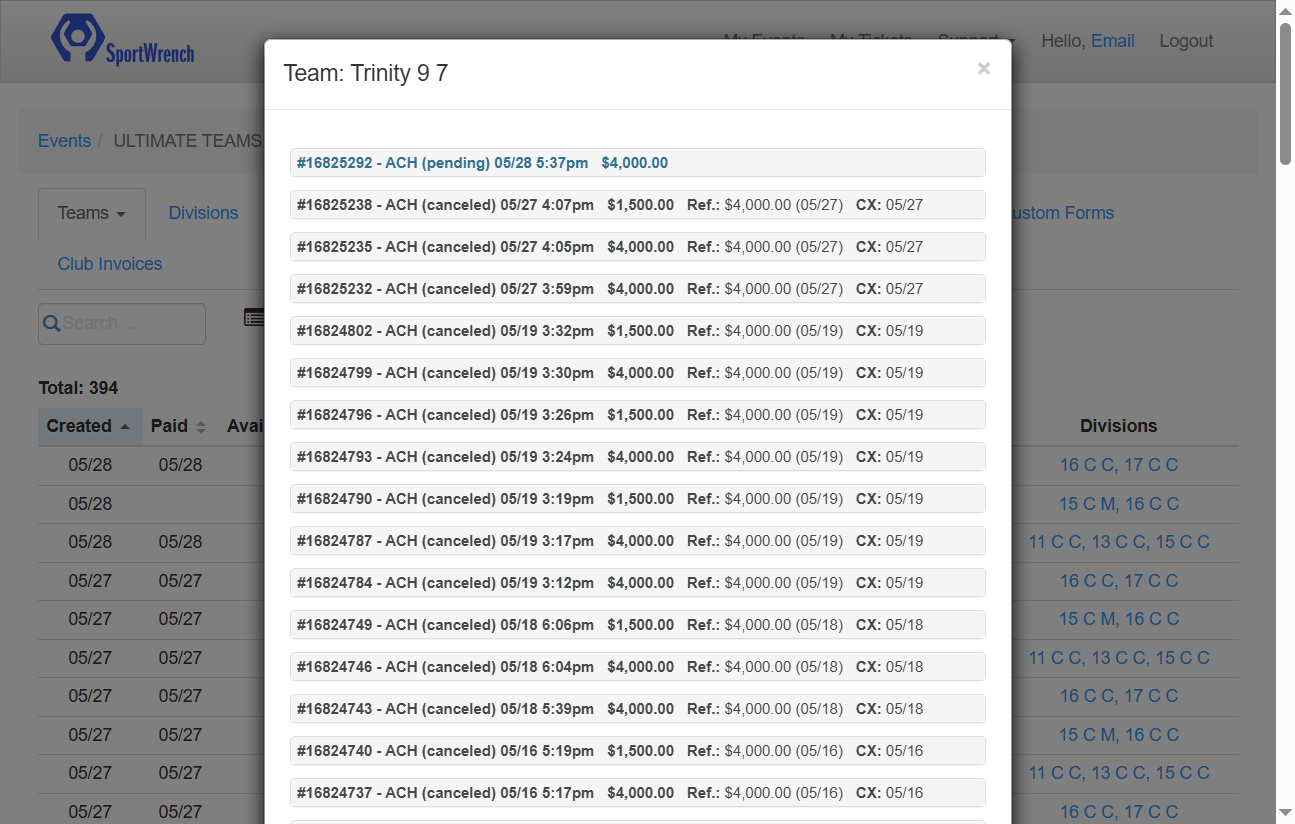 SportWrench
My Events My Tickets Support Hello, Email Logout
Team: Trinity 9 7 ×
Events / ULTIMATE TEAMS
#16825292 - ACH (pending) 05/28 5:37pm $4,000.00
#16825238 - ACH (canceled) 05/27 4:07pm $1,500.00 Ref.: $4,000.00 (05/27) CX: 05/27
Teams Divisions ustom Forms
#16825235 - ACH (canceled) 05/27 4:05pm $4,000.00 Ref.: $4,000.00 (05/27) CX: 05/27
Club Invoices
#16825232 - ACH (canceled) 05/27 3:59pm $4,000.00 Ref.: $4,000.00 (05/27) CX: 05/27
Search ...
#16824802 - ACH (canceled) 05/19 3:32pm $1,500.00 Ref.: $4,000.00 (05/19) CX: 05/19
#16824799 - ACH (canceled) 05/19 3:30pm $4,000.00 Ref.: $4,000.00 (05/19) CX: 05/19
Total: 394
#16824796 - ACH (canceled) 05/19 3:26pm $1,500.00 Ref.: $4,000.00 (05/19) CX: 05/19
Created Paid Avai Divisions
#16824793 - ACH (canceled) 05/19 3:24pm $4,000.00 Ref.: $4,000.00 (05/19) CX: 05/19
05/28 05/28 16 C C, 17 C C
#16824790 - ACH (canceled) 05/19 3:19pm $1,500.00 Ref.: $4,000.00 (05/19) CX: 05/19
05/28 15 C M, 16 C C
#16824787 - ACH (canceled) 05/19 3:17pm $4,000.00 Ref.: $4,000.00 (05/19) CX: 05/19
05/28 05/28 11 C C, 13 C C, 15 C C
#16824784 - ACH (canceled) 05/19 3:12pm $4,000.00 Ref.: $4,000.00 (05/19) CX: 05/19
05/27 05/27 16 C C, 17 C C
#16824749 - ACH (canceled) 05/18 6:06pm $1,500.00 Ref.: $4,000.00 (05/18) CX: 05/18
05/27 05/27 15 C M, 16 C C
#16824746 - ACH (canceled) 05/18 6:04pm $4,000.00 Ref.: $4,000.00 (05/18) CX: 05/18
05/27 05/27 11 C C, 13 C C, 15 C C
#16824743 - ACH (canceled) 05/18 5:39pm $4,000.00 Ref.: $4,000.00 (05/18) CX: 05/18
05/27 05/27 16 C C, 17 C C
#16824740 - ACH (canceled) 05/16 5:19pm $1,500.00 Ref.: $4,000.00 (05/16) CX: 05/16
05/27 05/27 15 C M, 16 C C
#16824737 - ACH (canceled) 05/16 5:17pm $4,000.00 Ref.: $4,000.00 (05/16) CX: 05/16
05/27 05/27 11 C C, 13 C C, 15 C C
05/27 05/27 16 C C, 17 C C